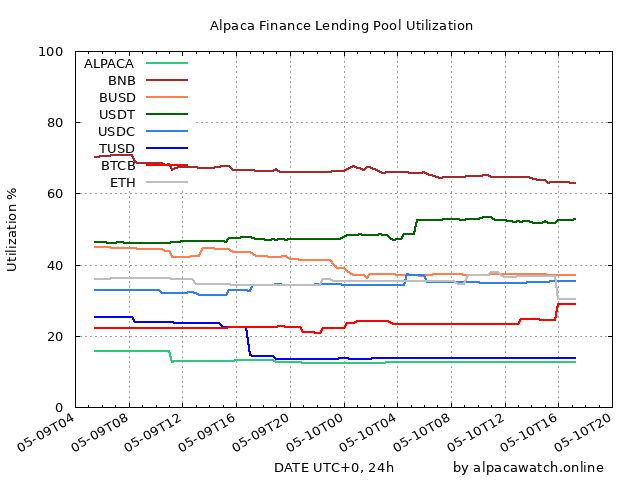 Alpaca Finance Lending Pool Utilization
100
80
60
40
20
0
Utilization %
ALPACA
BNB
BUSD
USDT
USDC
TUSD
BTCB
ETH
05-09T04
05-09T08
05-09T12
05-09T16
05-09T20
05-10T00
05-10T04
05-10T08
05-10T12
05-10T16
05-10T20
DATE UTC+0, 24h
by alpacawatch.online